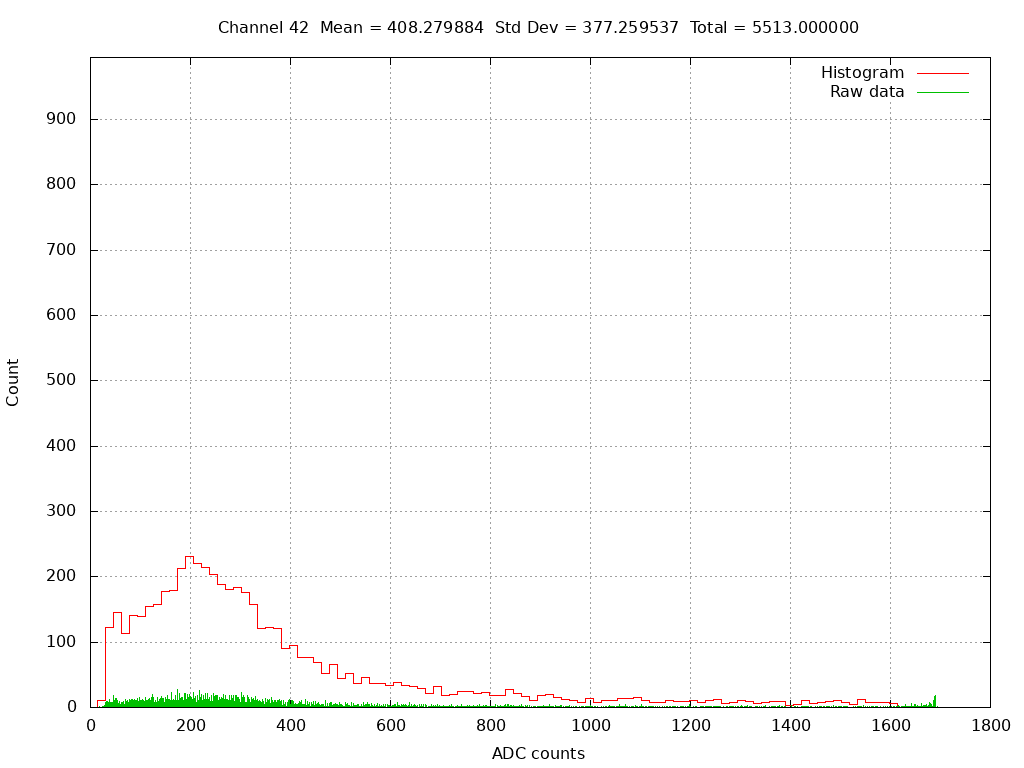 Channel 42  Mean = 408.279884  Std Dev = 377.259537  Total = 5513.000000
Histogram
Raw data
900
800
700
600
500
400
300
200
100
0
Count
0 200 400 600 800 1000 1200 1400 1600 1800
ADC counts